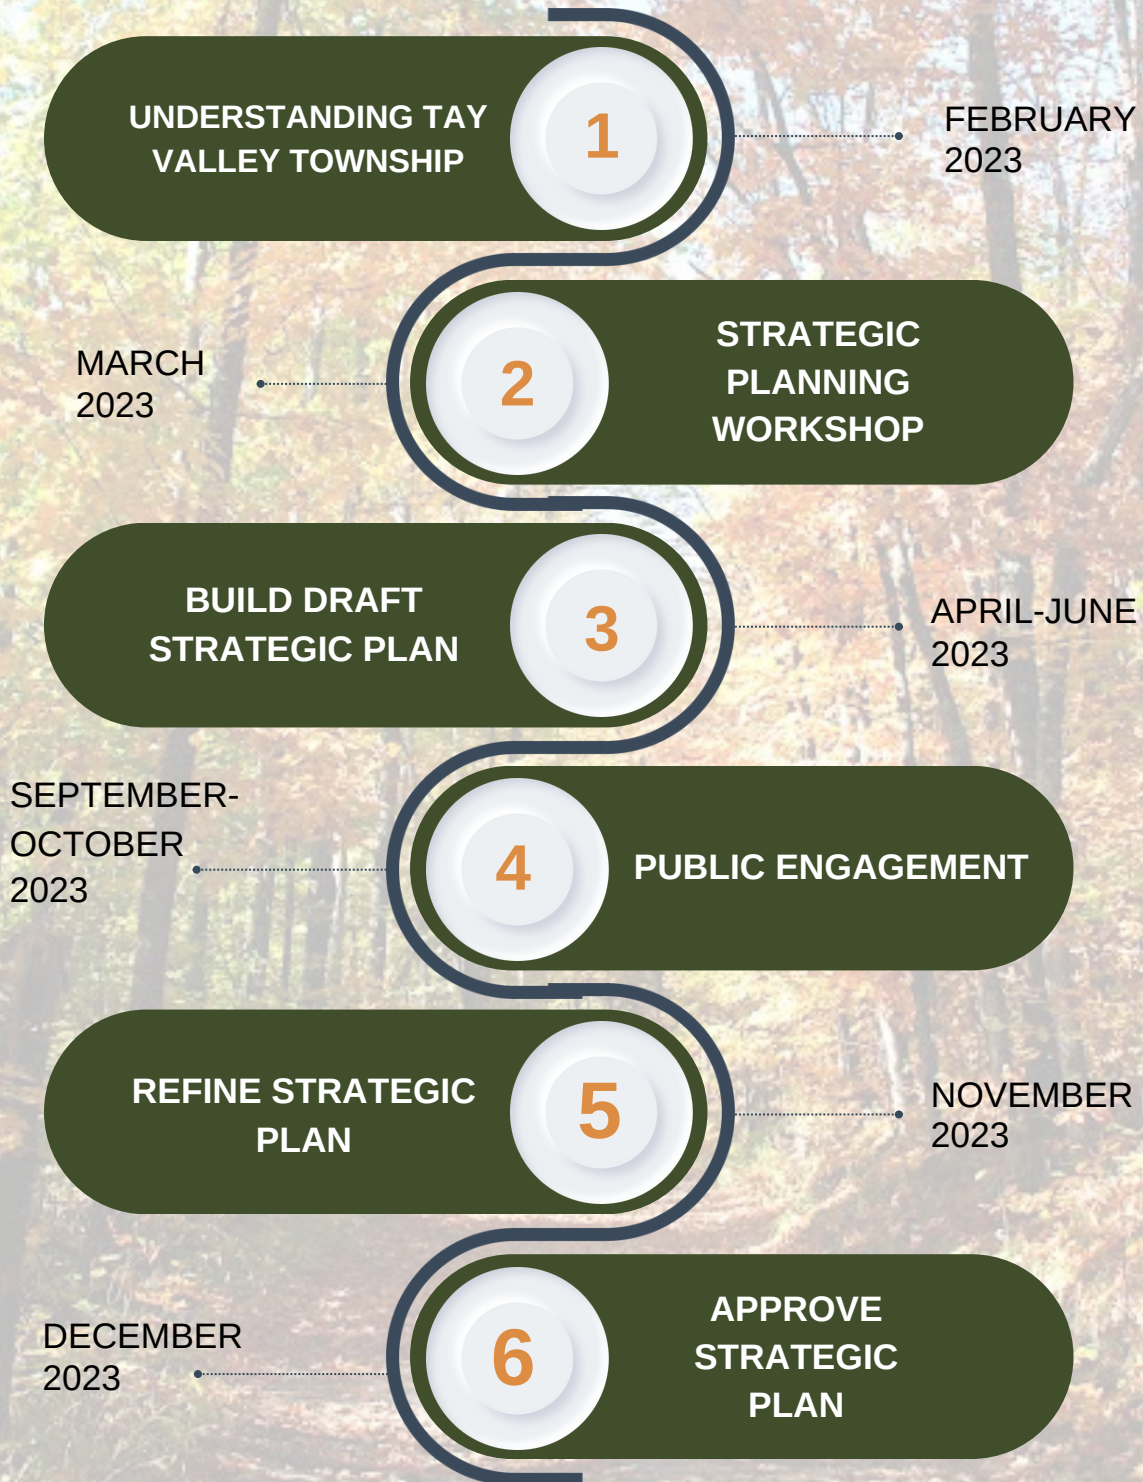 UNDERSTANDING TAY
VALLEY TOWNSHIP
1
FEBRUARY
2023
MARCH
2023
2
STRATEGIC
PLANNING
WORKSHOP
BUILD DRAFT
STRATEGIC PLAN
3
APRIL-JUNE
2023
SEPTEMBER-
OCTOBER
2023
4
PUBLIC ENGAGEMENT
REFINE STRATEGIC
PLAN
5
NOVEMBER
2023
DECEMBER
2023
6
APPROVE
STRATEGIC
PLAN